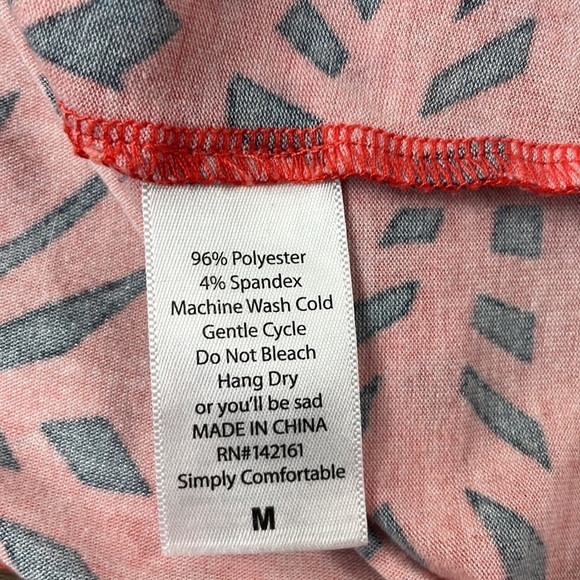 96% Polyester
4% Spandex
Machine Wash Cold
Gentle Cycle
Do Not Bleach
Hang Dry
or you'll be sad
MADE IN CHINA
RN#142161
Simply Comfortable
M